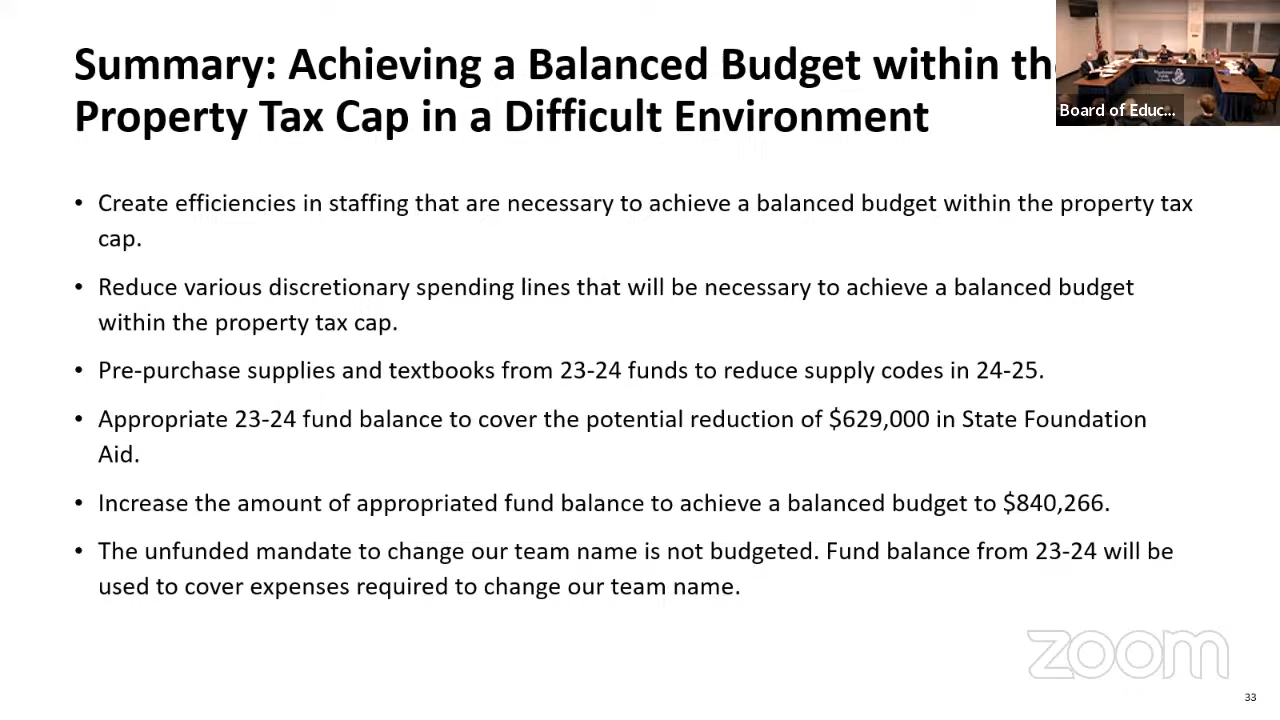 Summary: Achieving a Balanced Budget within th
Property Tax Cap in a Difficult Environment
Board of Educ...
• Create efficiencies in staffing that are necessary to achieve a balanced budget within the property tax
cap.
• Reduce various discretionary spending lines that will be necessary to achieve a balanced budget
within the property tax cap.
• Pre-purchase supplies and textbooks from 23-24 funds to reduce supply codes in 24-25.
• Appropriate 23-24 fund balance to cover the potential reduction of $629,000 in State Foundation
Aid.
• Increase the amount of appropriated fund balance to achieve a balanced budget to $840,266.
• The unfunded mandate to change our team name is not budgeted. Fund balance from 23-24 will be
used to cover expenses required to change our team name.
zoom
33